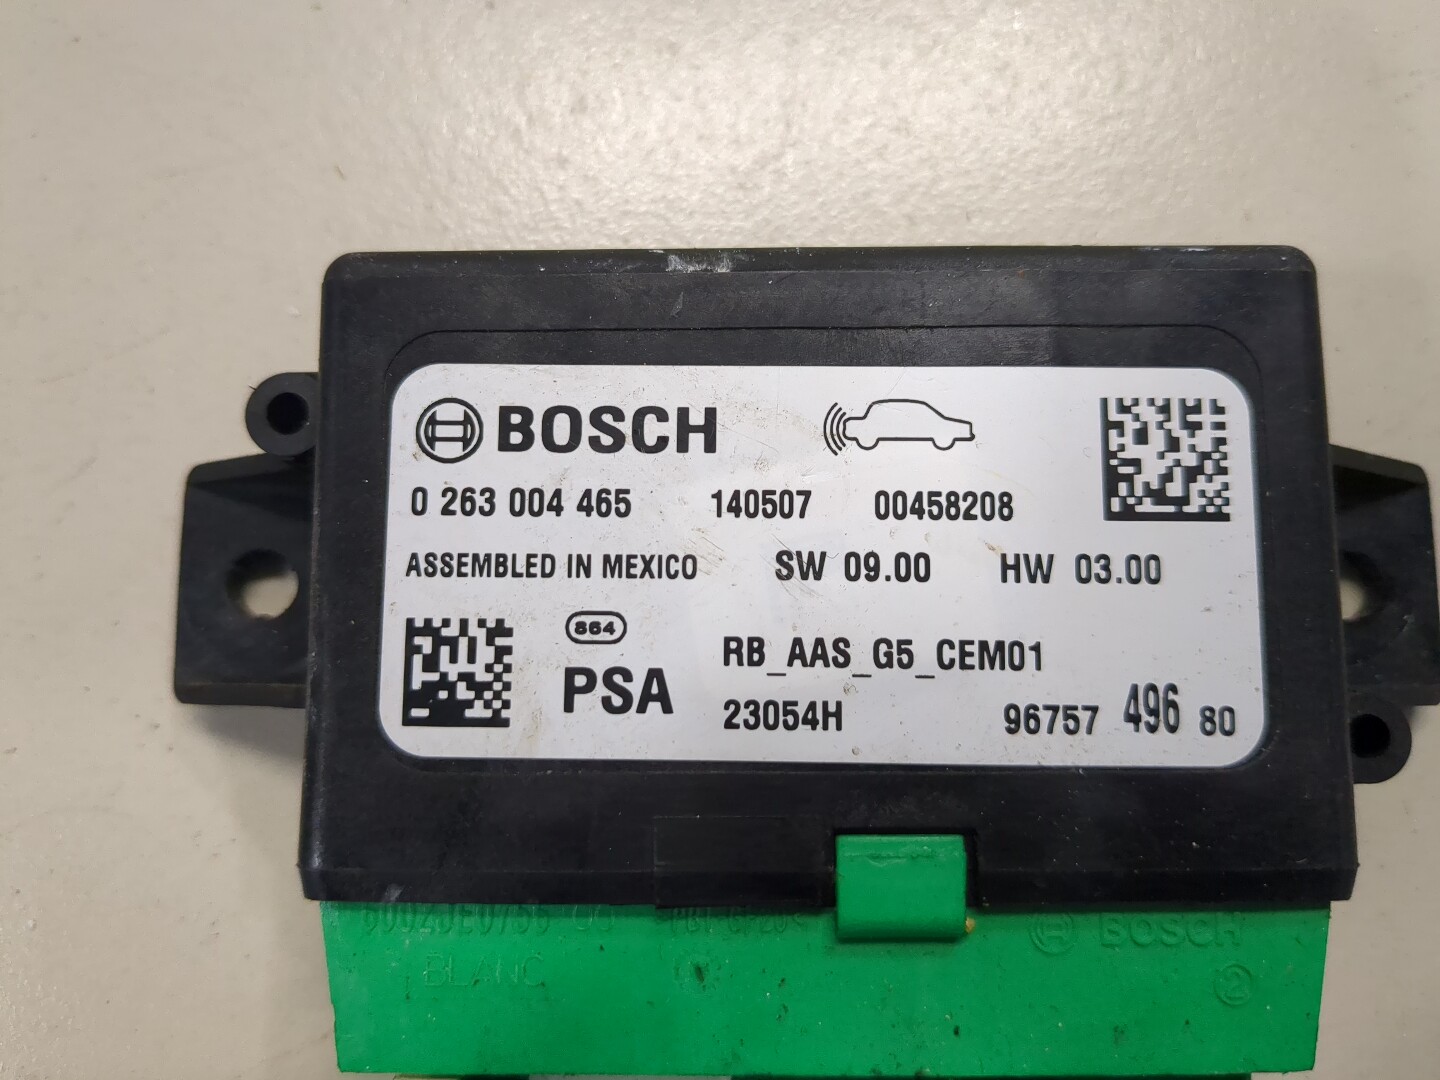 BOSCH
0 263 004 465 140507 00458208
ASSEMBLED IN MEXICO SW 09.00 HW 03.00
864
PSA
RB_AAS_G5_CEM01
23054H 96757 496 80
BOSCH
BLANC
2